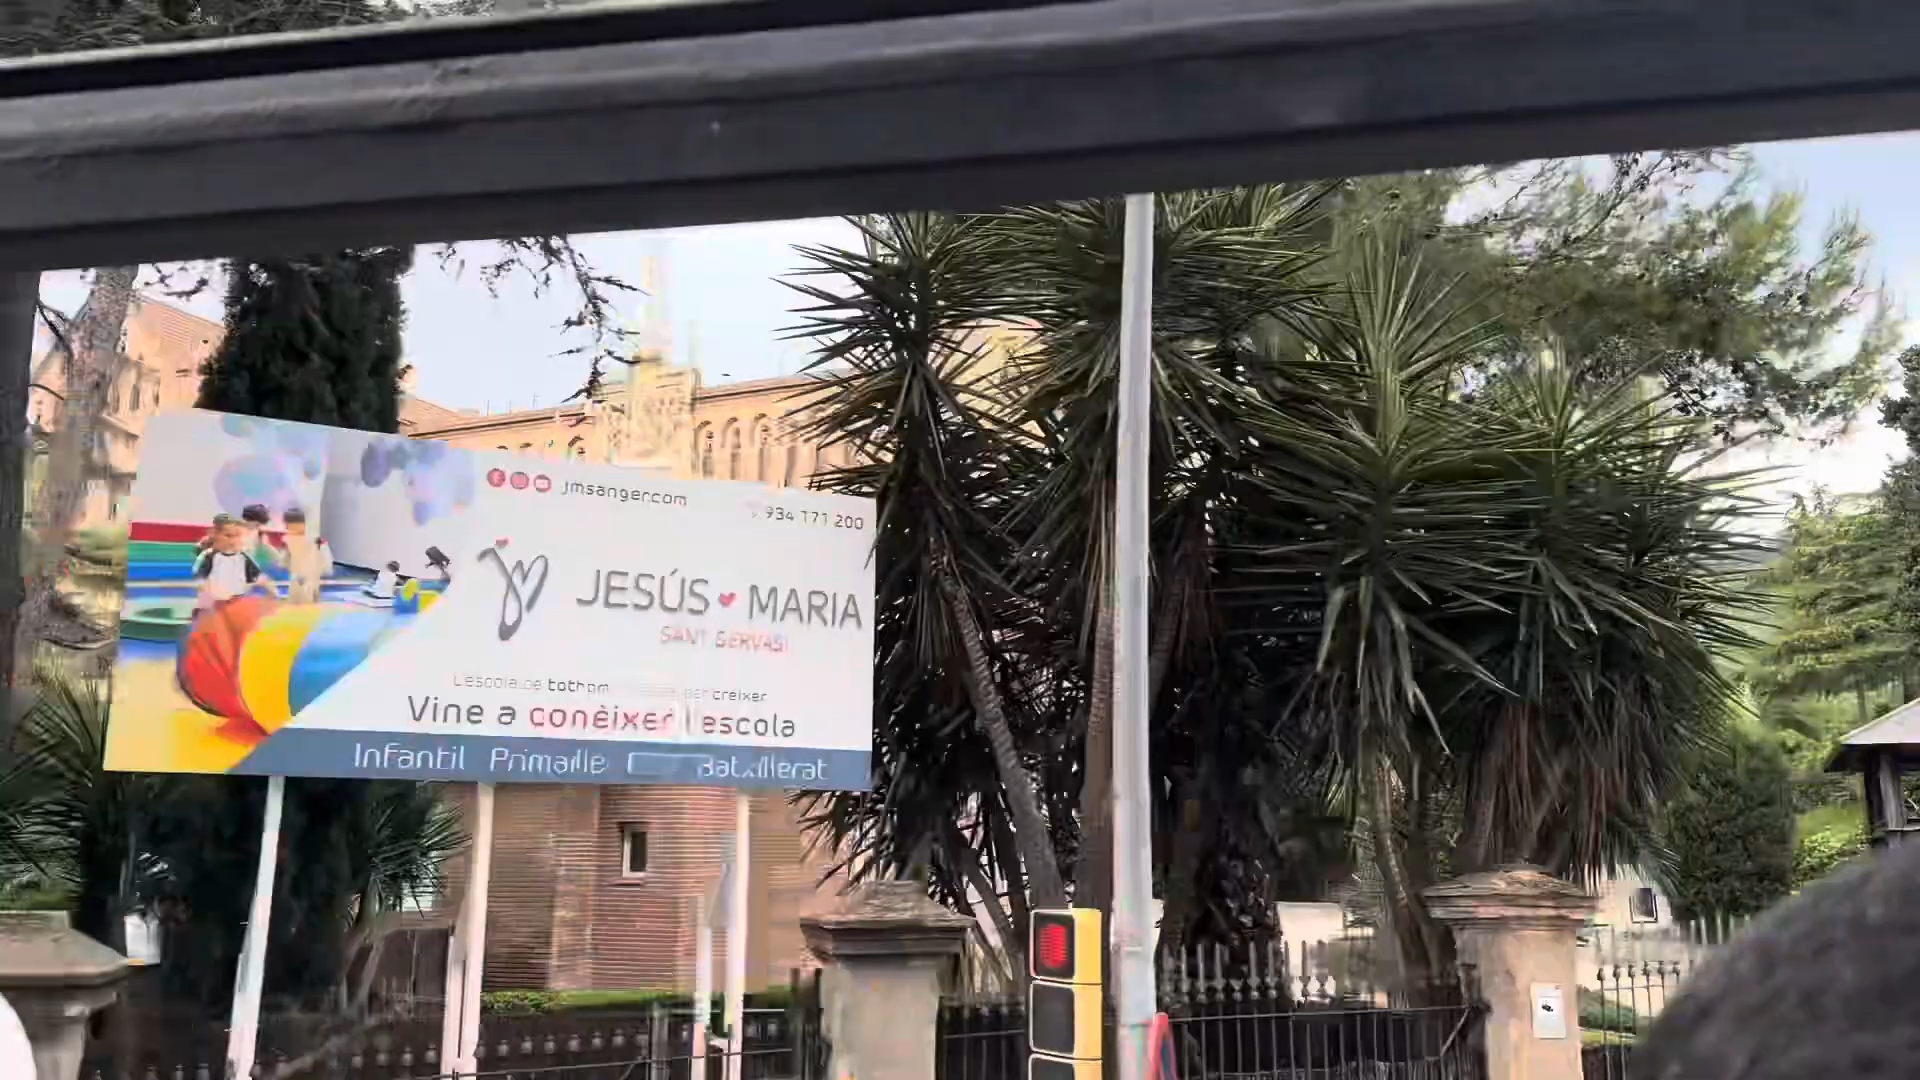 jmsanger.com
934 171 200
JESÚS MARIA
SANT GERVASI
L'escola de tothom per créixer
Vine a conèixer l'escola
Infantil Primària Batxillerat